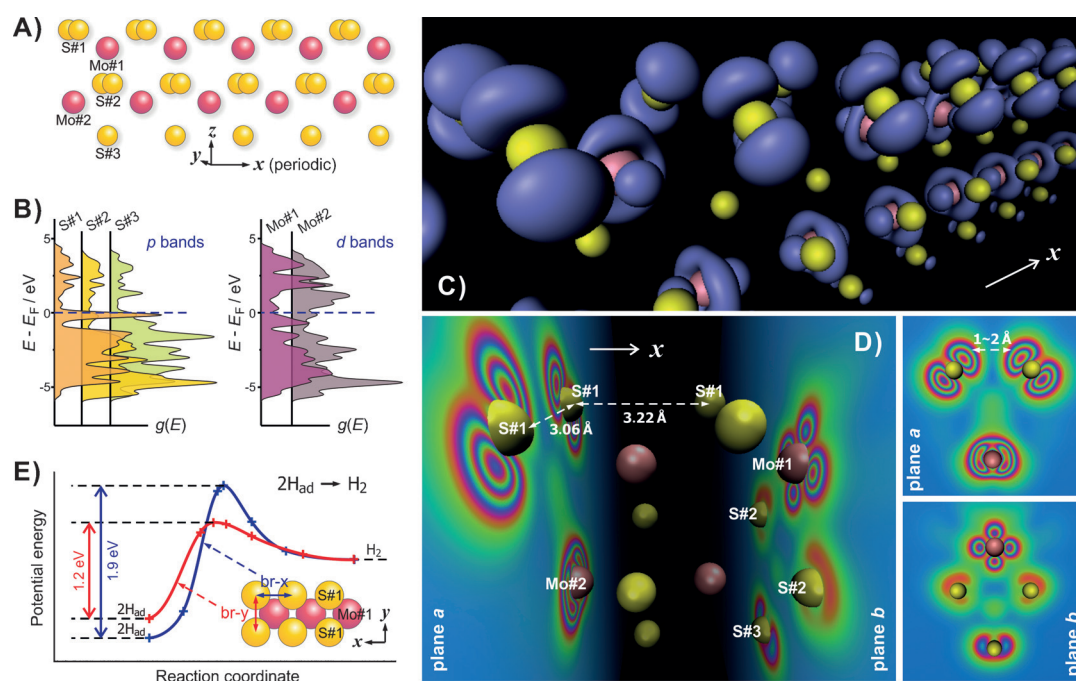 A)
S#1
Mo#1
S#2
Mo#2
S#3
z
y
x (periodic)
B)
S#1 S#2 S#3
p bands
Mo#1 Mo#2
d bands
5
0
-5
E - E_F / eV
g(E)
5
0
-5
E - E_F / eV
g(E)
C)
x
D)
x
S#1
S#1
S#1
3.06 Å
3.22 Å
Mo#1
S#2
Mo#2
S#2
S#3
plane a
plane b
1~2 Å
plane a
plane b
E)
2H_ad → H₂
Potential energy
1.2 eV
1.9 eV
H₂
br-x
br-y
S#1
Mo#1
S#1
y
x
2H_ad
2H_ad
Reaction coordinate